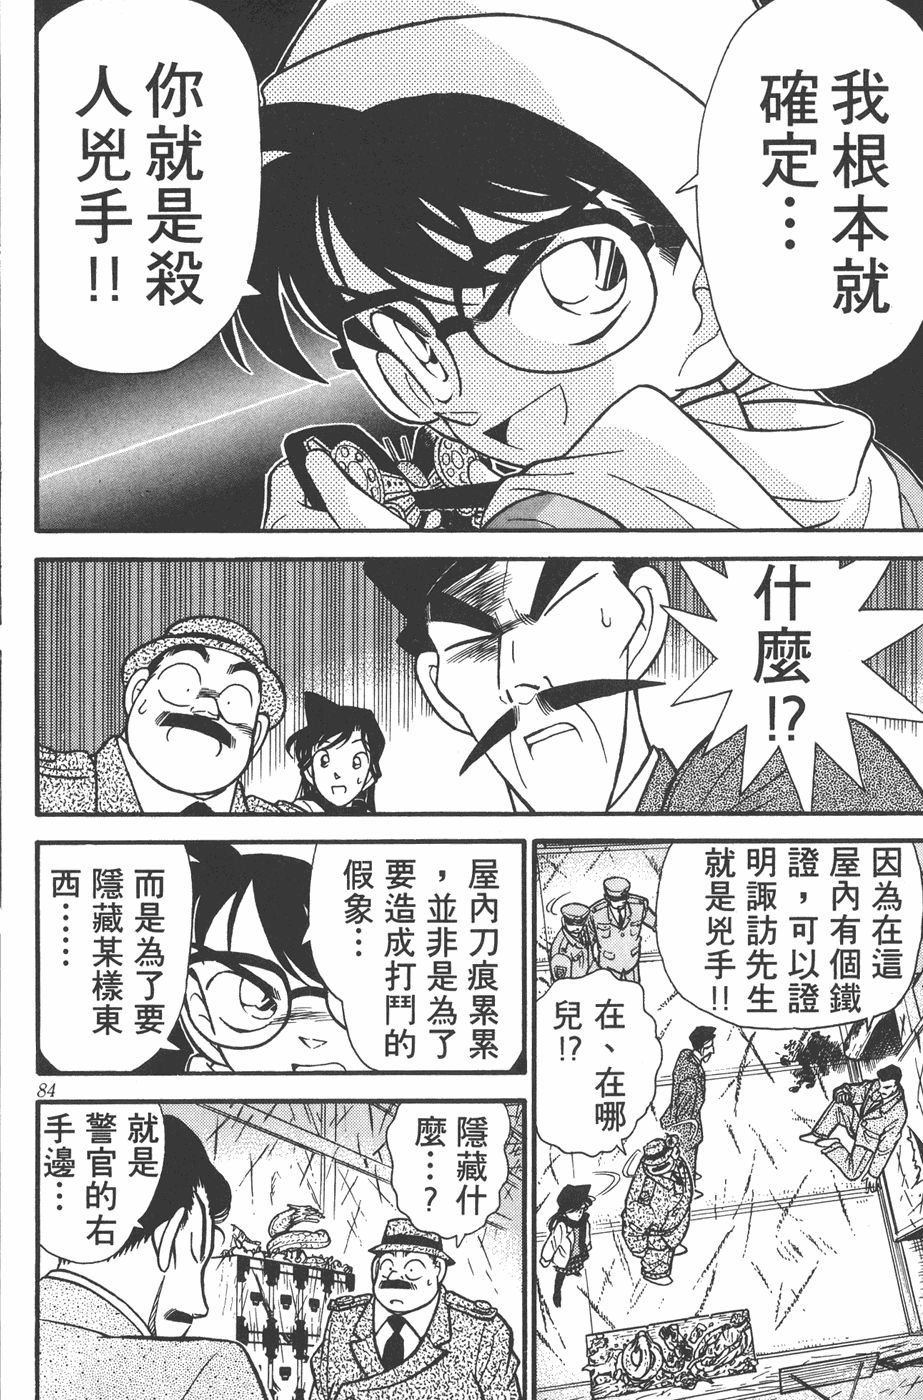 我根本就
確定…
你就是殺
人兇手!!
什麼!?
因為在這
屋內有個鐵
證，可以證
明諏訪先生
就是兇手!!
在、在哪
兒!?
屋內刀痕累累
，並非是為了
要造成打鬥的
假象…
而是為了要
隱藏某樣東
西……
84
隱藏什
麼…?
就是
警官的右
手邊…